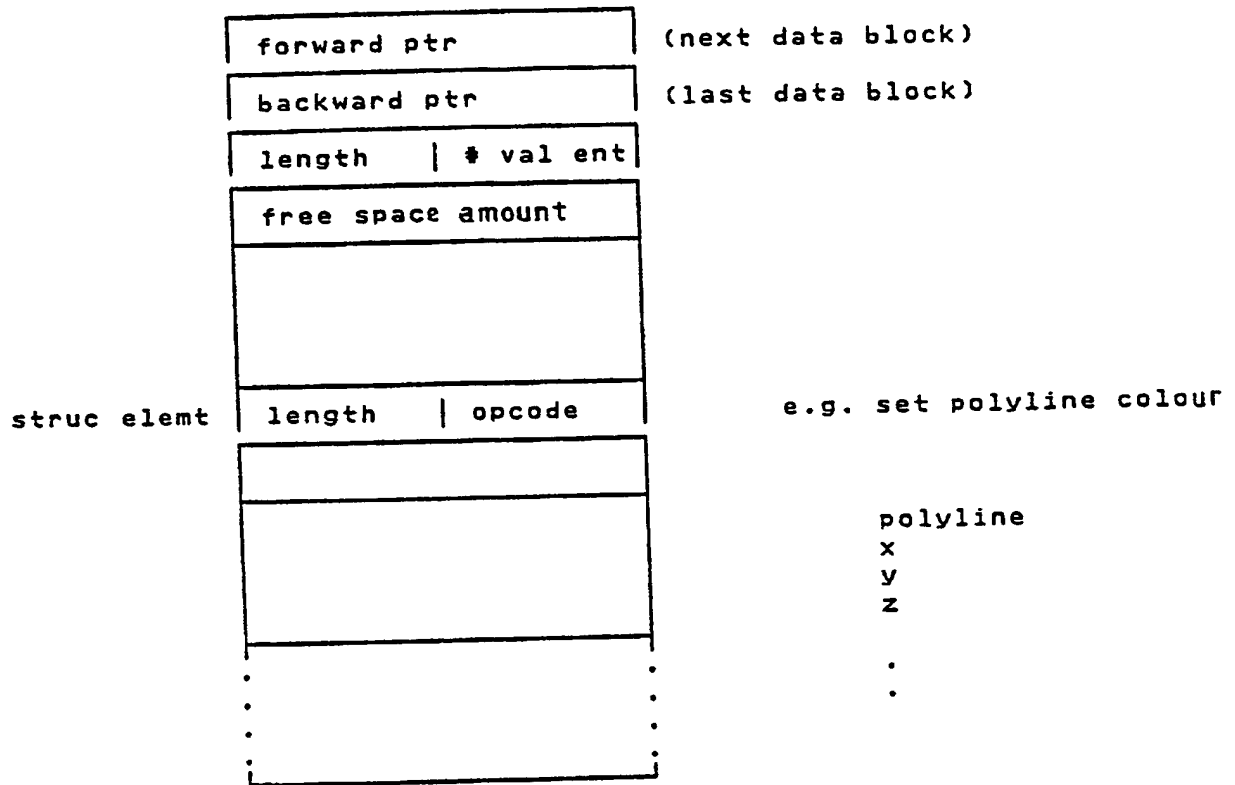 forward ptr (next data block)
backward ptr (last data block)
length | # val ent
free space amount
struc elemt length | opcode e.g. set polyline colour
polyline
x
y
z
.
.